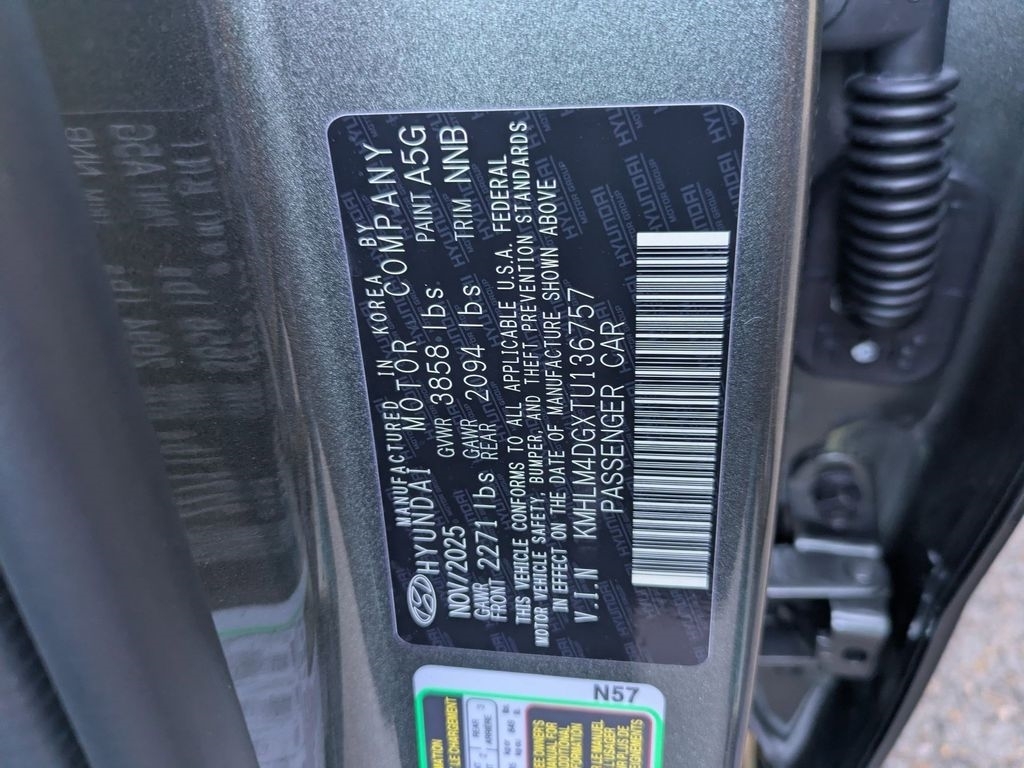 MANUFACTURED IN KOREA BY
HYUNDAI MOTOR COMPANY
NOV/2025 GVWR 3858 lbs PAINT A5G
GAWR FRONT 2271 lbs GAWR REAR 2094 lbs TRIM NNB
THIS VEHICLE CONFORMS TO ALL APPLICABLE U.S.A. FEDERAL
MOTOR VEHICLE SAFETY, BUMPER, AND THEFT PREVENTION STANDARDS
IN EFFECT ON THE DATE OF MANUFACTURE SHOWN ABOVE
V.I.N KMHLM4DGXTU136757
PASSENGER CAR
N57
REAR
ARRIERE